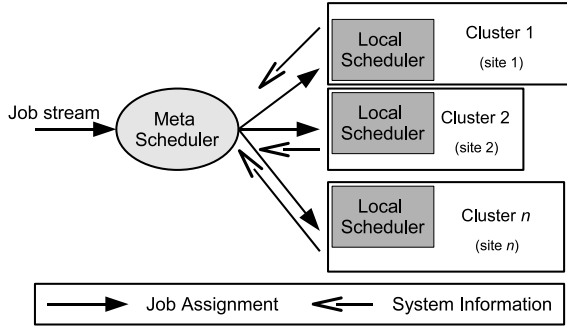 Job stream
Meta
Scheduler
Local
Scheduler
Cluster 1
(site 1)
Local
Scheduler
Cluster 2
(site 2)
Local
Scheduler
Cluster n
(site n)
Job Assignment
System Information